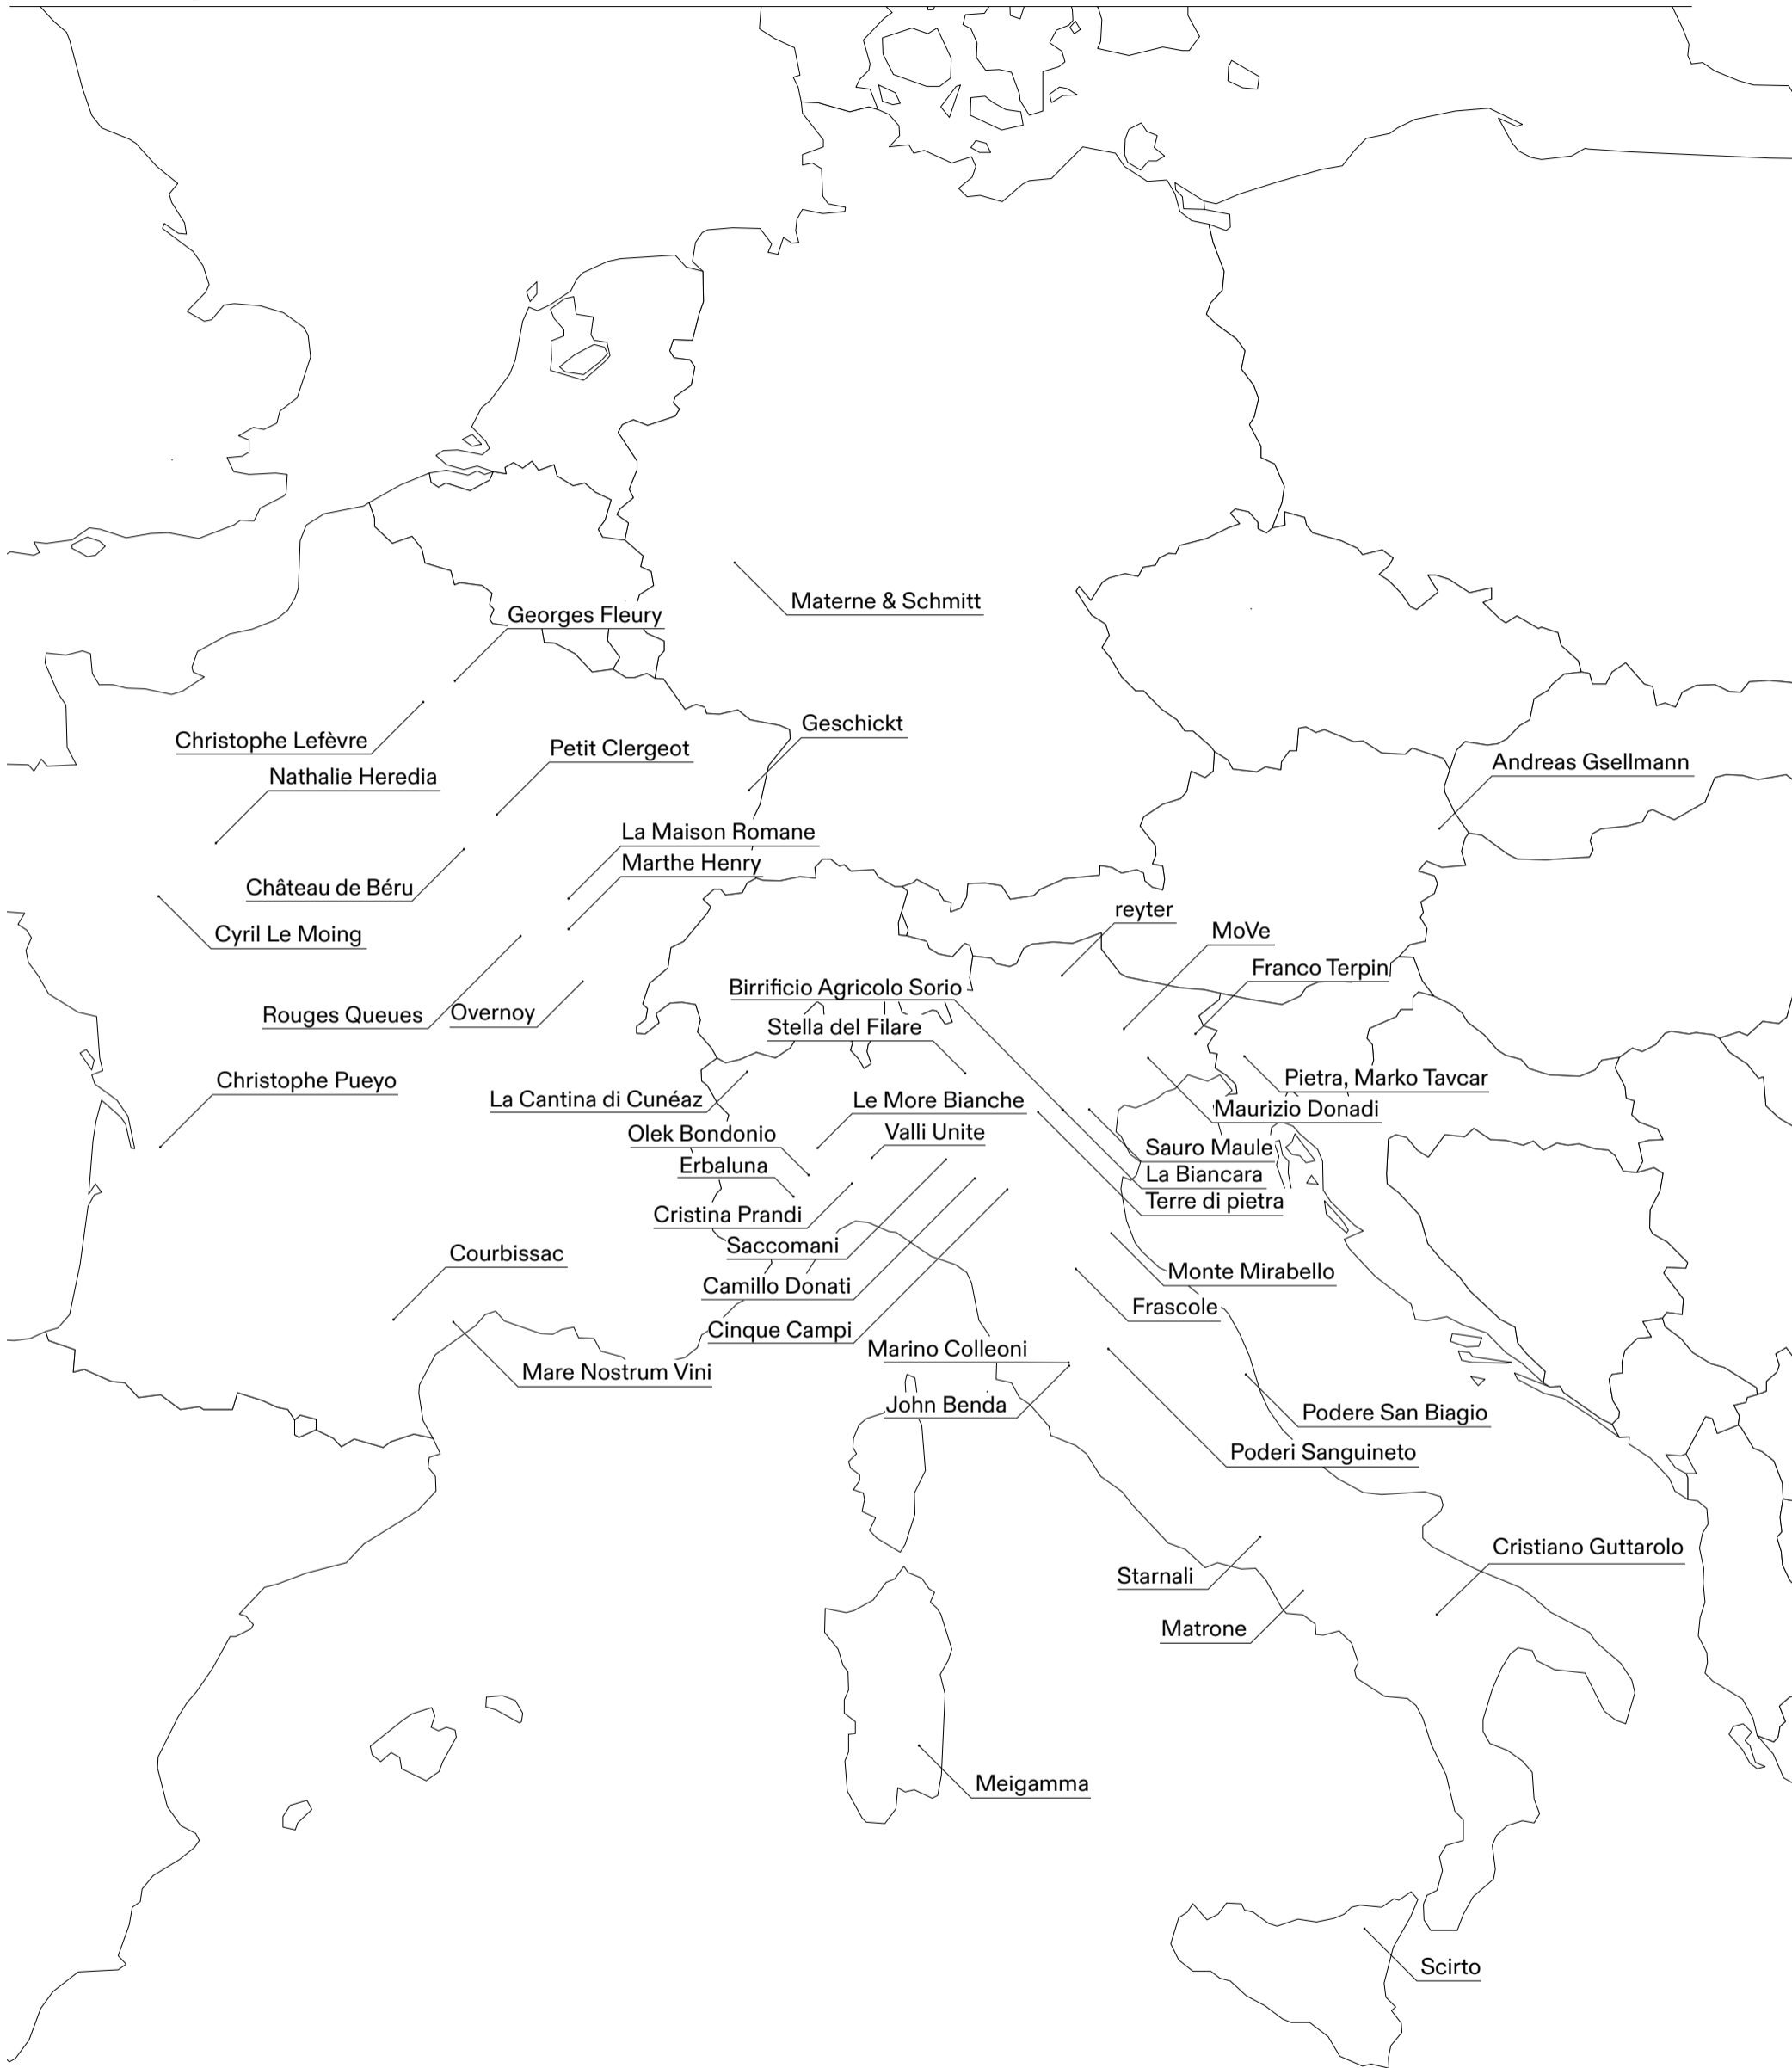 Materne & Schmitt
Georges Fleury
Geschickt
Christophe Lefèvre
Petit Clergeot
Andreas Gsellmann
Nathalie Heredia
La Maison Romane
Marthe Henry
Château de Béru
reyter
Cyril Le Moing
MoVe
Franco Terpin
Birrificio Agricolo Sorio
Rouges Queues
Overnoy
Stella del Filare
Christophe Pueyo
Pietra, Marko Tavcar
La Cantina di Cunéaz
Le More Bianche
Maurizio Donadi
Olek Bondonio
Valli Unite
Sauro Maule
Erbaluna
La Biancara
Terre di pietra
Cristina Prandi
Saccomani
Courbissac
Monte Mirabello
Camillo Donati
Frascole
Cinque Campi
Marino Colleoni
Mare Nostrum Vini
John Benda
Podere San Biagio
Poderi Sanguineto
Cristiano Guttarolo
Starnali
Matrone
Meigamma
Scirto